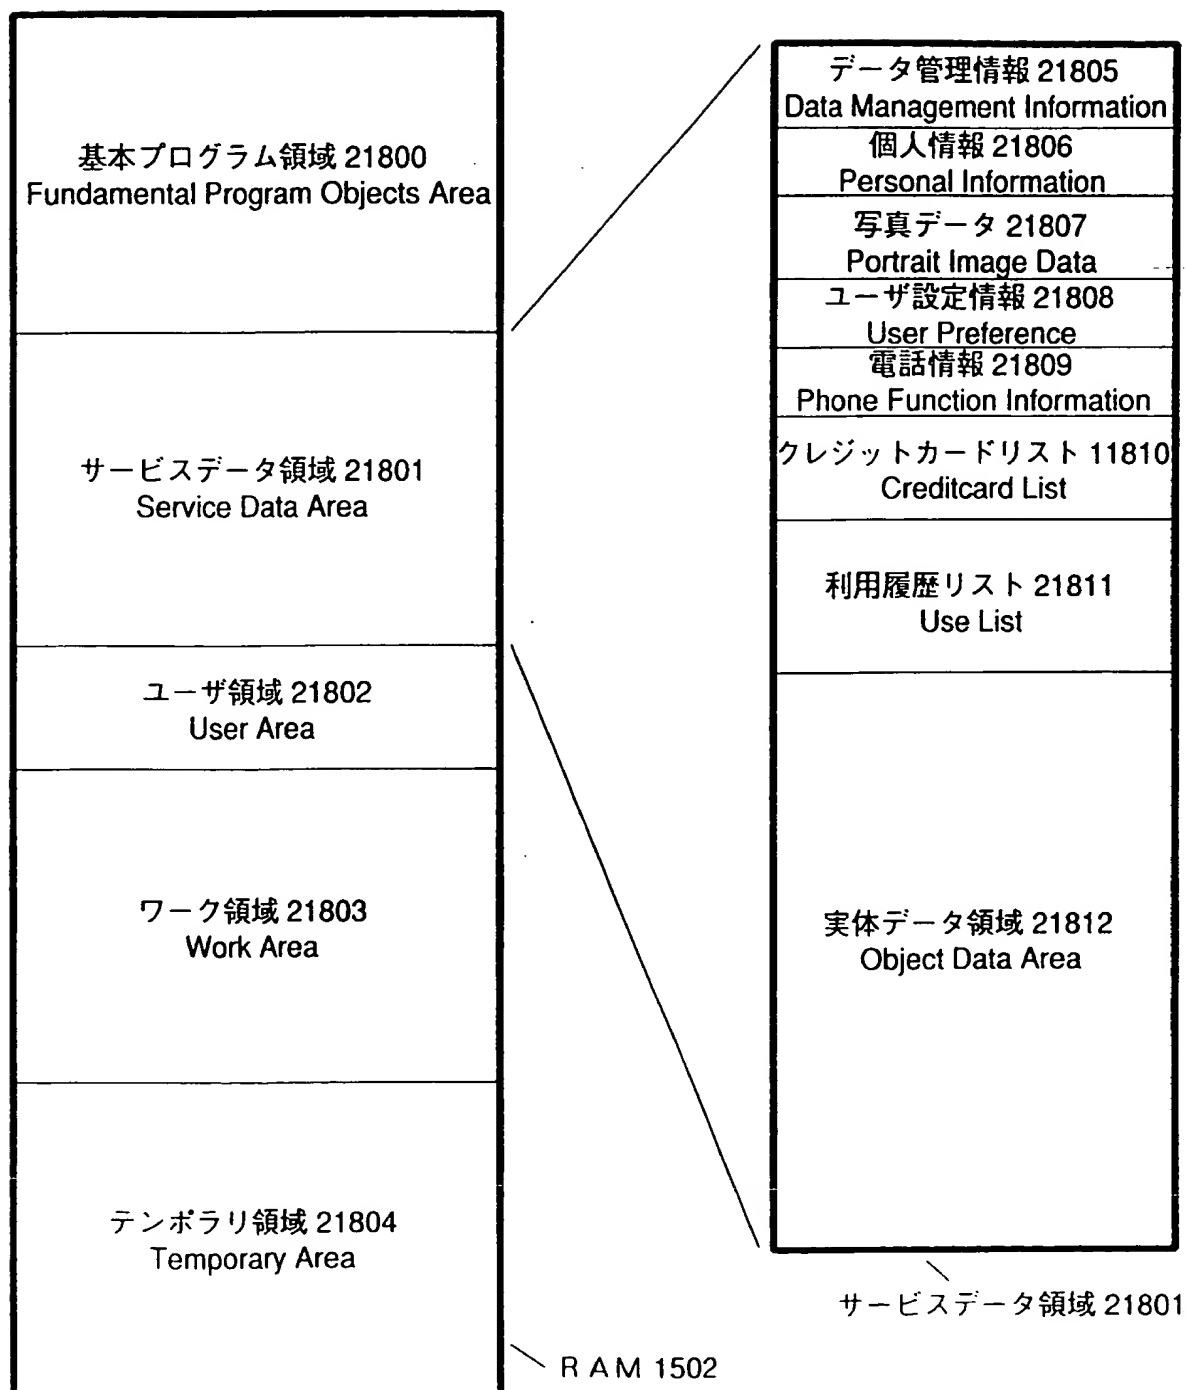 基本プログラム領域 21800
Fundamental Program Objects Area
サービスデータ領域 21801
Service Data Area
ユーザ領域 21802
User Area
ワーク領域 21803
Work Area
テンポラリ領域 21804
Temporary Area
RAM 1502
データ管理情報 21805
Data Management Information
個人情報 21806
Personal Information
写真データ 21807
Portrait Image Data
ユーザ設定情報 21808
User Preference
電話情報 21809
Phone Function Information
クレジットカードリスト 11810
Creditcard List
利用履歴リスト 21811
Use List
実体データ領域 21812
Object Data Area
サービスデータ領域 21801